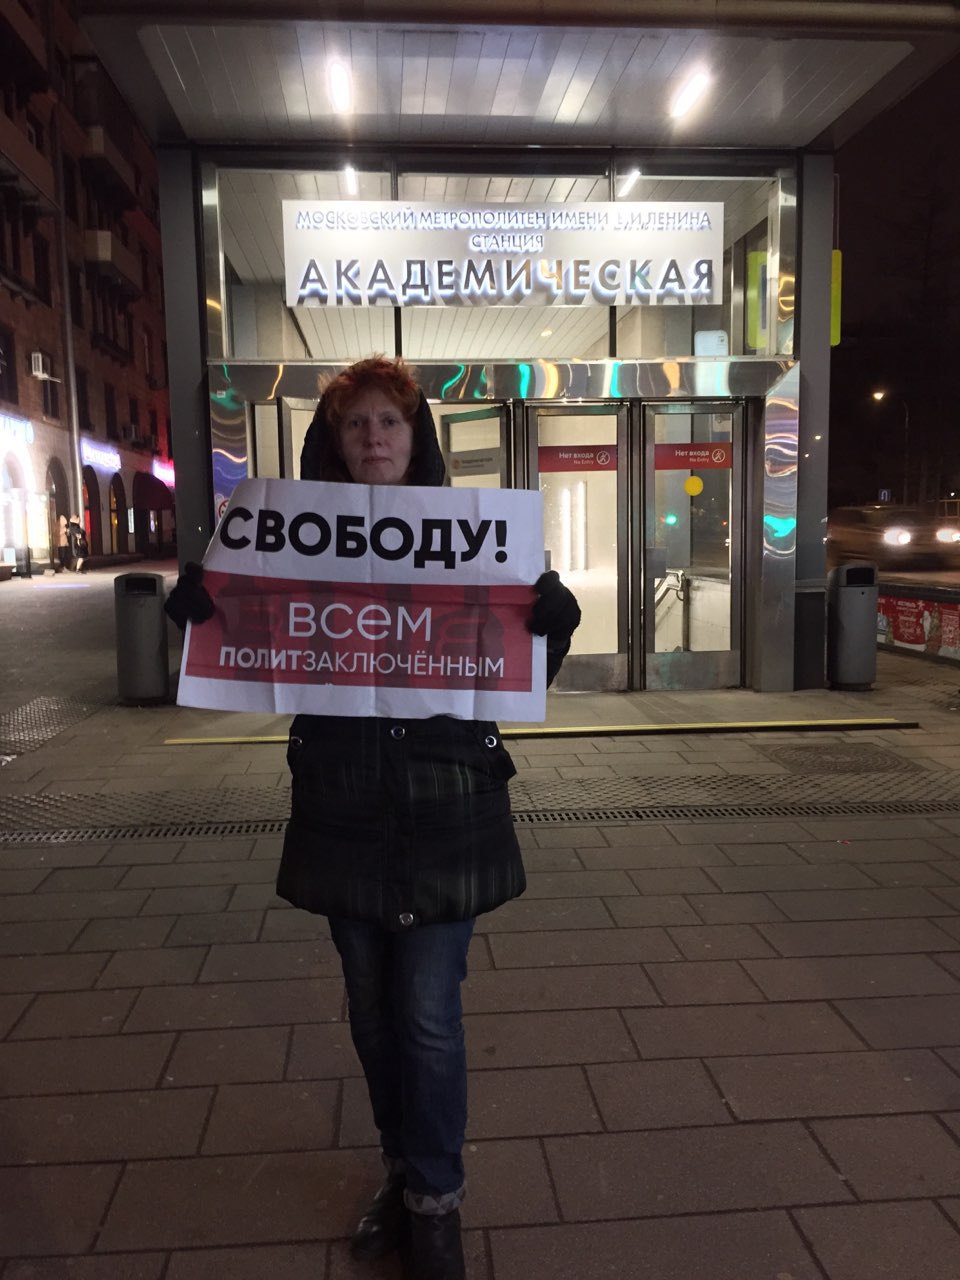 МОСКОВСКИЙ МЕТРОПОЛИТЕН ИМЕНИ В.И.ЛЕНИНА
СТАНЦИЯ
АКАДЕМИЧЕСКАЯ
Нет входа
No Entry
Нет входа
No Entry
СВОБОДУ!
всем
ПОЛИТЗАКЛЮЧЁННЫМ